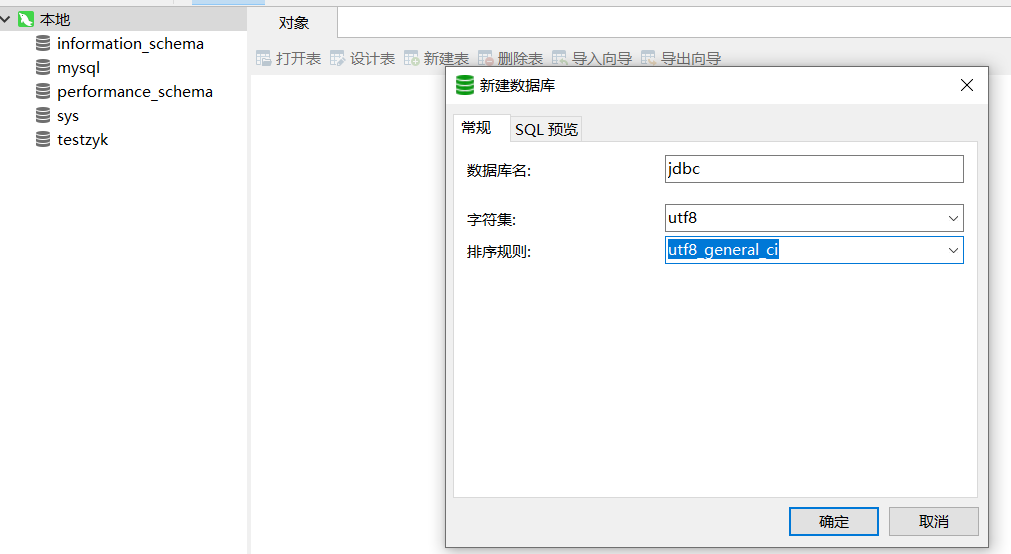 本地
information_schema
mysql
performance_schema
sys
testzyk
对象
打开表 设计表 新建表 删除表 导入向导 导出向导
新建数据库
常规 SQL 预览
数据库名: jdbc
字符集: utf8
排序规则: utf8_general_ci
确定 取消